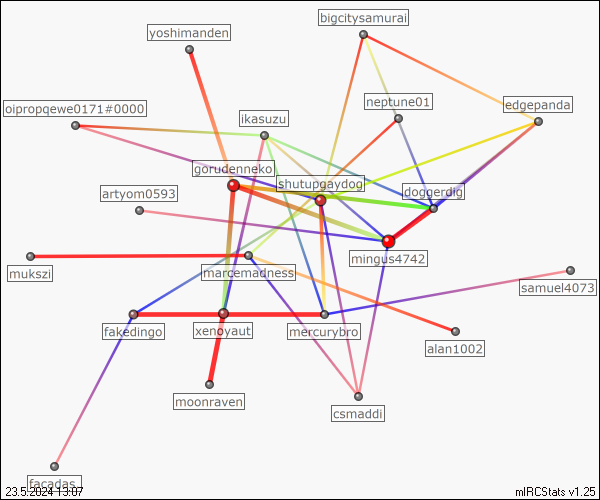 bigcitysamurai
yoshimanden
neptune01
edgepanda
oipropqewe0171#0000
ikasuzu
gorudenneko
shutupgaydog
artyom0593
doggerdig
mingus4742
mukszi
marcemadness
samuel4073
fakedingo
xenoyaut
mercurybro
alan1002
moonraven
csmaddi
facadas_
23.5.2024 13:07
mIRCStats v1.25